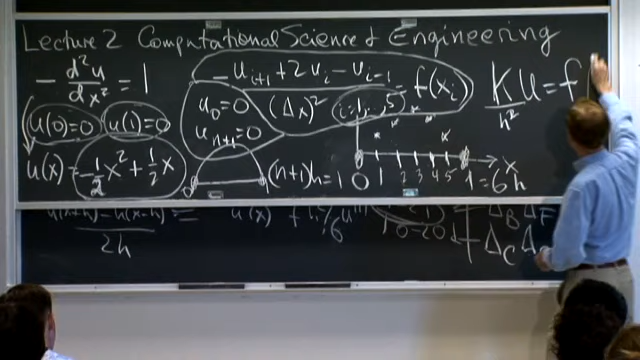 Lecture 2 Computational Science & Engineering
- d²u/dx² = 1
u(0)=0 u(1)=0
u(x) = -1/2 x² + 1/2 x
-u_{i+1} + 2u_i - u_{i-1} / (Δx)² = f(x_i)
u_0 = 0
u_{n+1} = 0
(n+1)h = 1
0 1 2 3 4 5 1=6h
x
K/h² U = f
2h
u(x)
Δ_B Δ_F
Δ_C